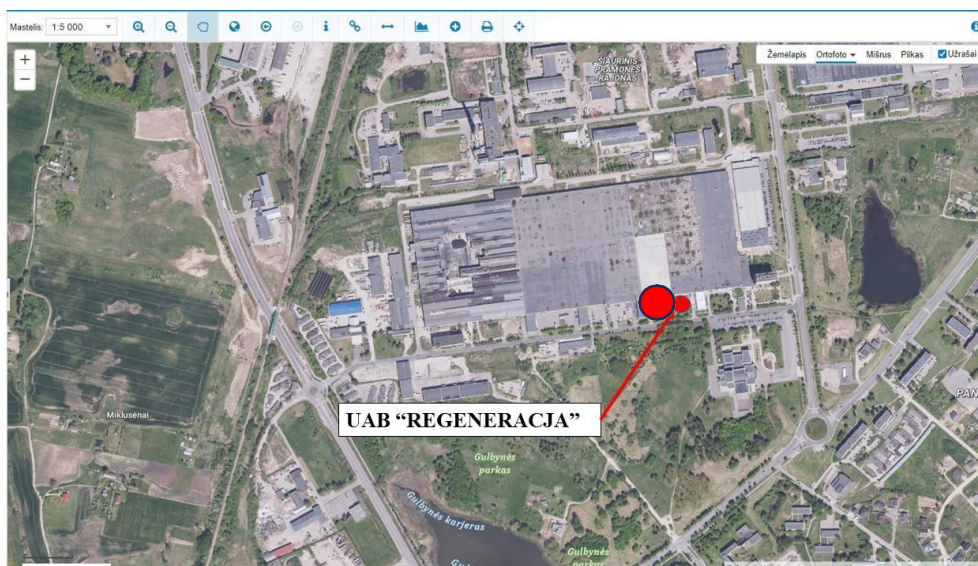 Mastelis: 1:5 000
Žemėlapis Ortofoto Mišrus Pilkas Užrašai
ŠIAURINIS
PRAMONĖS
RAJONAS
UAB “REGENERACJA”
Miklusėnai
PAN
Gulbynės
parkas
Gulbynės karjeras
Gulbynės
parkas